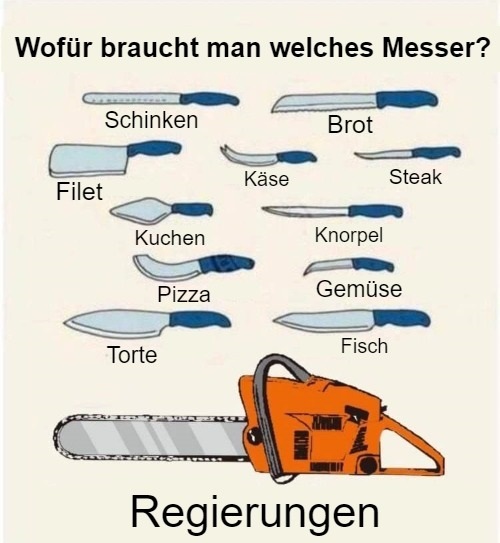 Wofür braucht man welches Messer?
Schinken
Brot
Filet
Käse
Steak
Kuchen
Knorpel
Pizza
Gemüse
Torte
Fisch
Regierungen